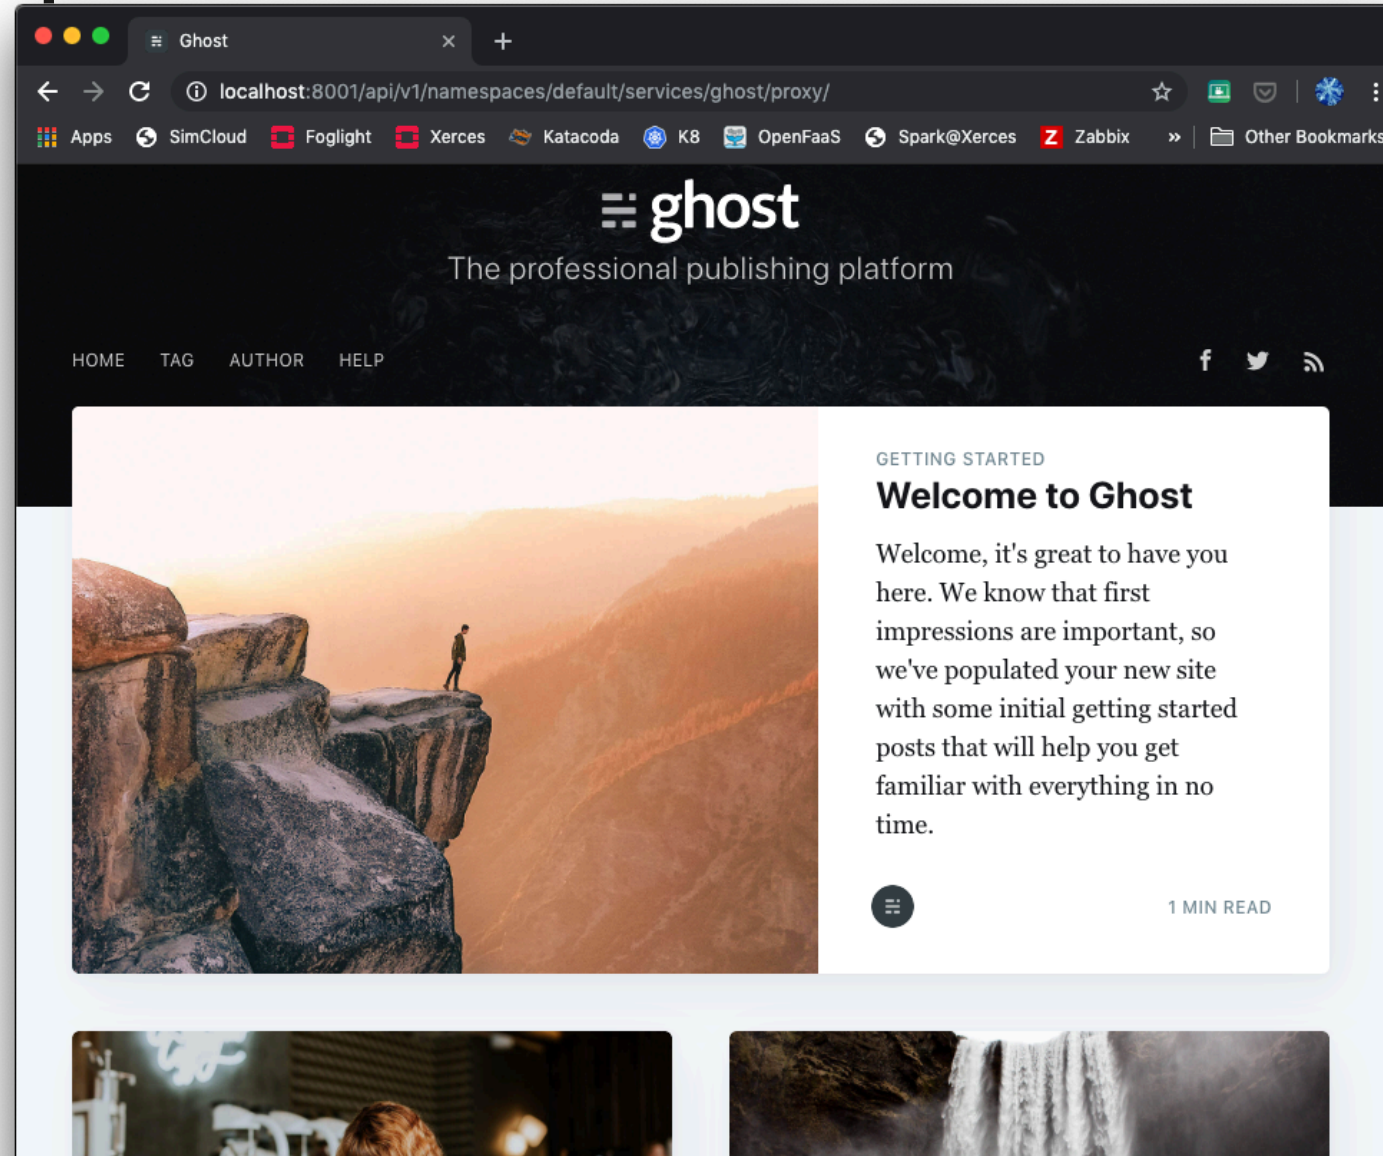 Ghost
localhost:8001/api/v1/namespaces/default/services/ghost/proxy/
Apps SimCloud Foglight Xerces Katacoda K8 OpenFaaS Spark@Xerces Z Zabbix » Other Bookmarks
ghost
The professional publishing platform
HOME TAG AUTHOR HELP
GETTING STARTED
Welcome to Ghost
Welcome, it's great to have you
here. We know that first
impressions are important, so
we've populated your new site
with some initial getting started
posts that will help you get
familiar with everything in no
time.
1 MIN READ